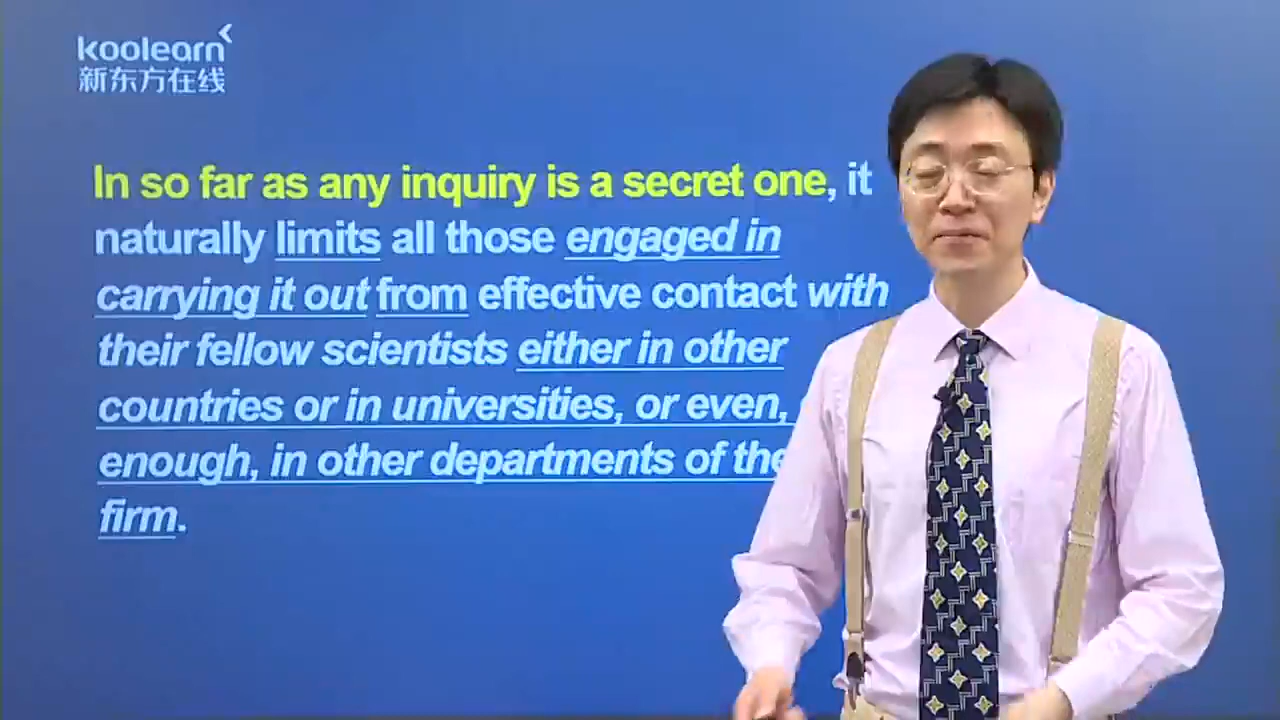 koolearn
新东方在线
In so far as any inquiry is a secret one, it
naturally limits all those engaged in
carrying it out from effective contact with
their fellow scientists either in other
countries or in universities, or even,
enough, in other departments of the
firm.